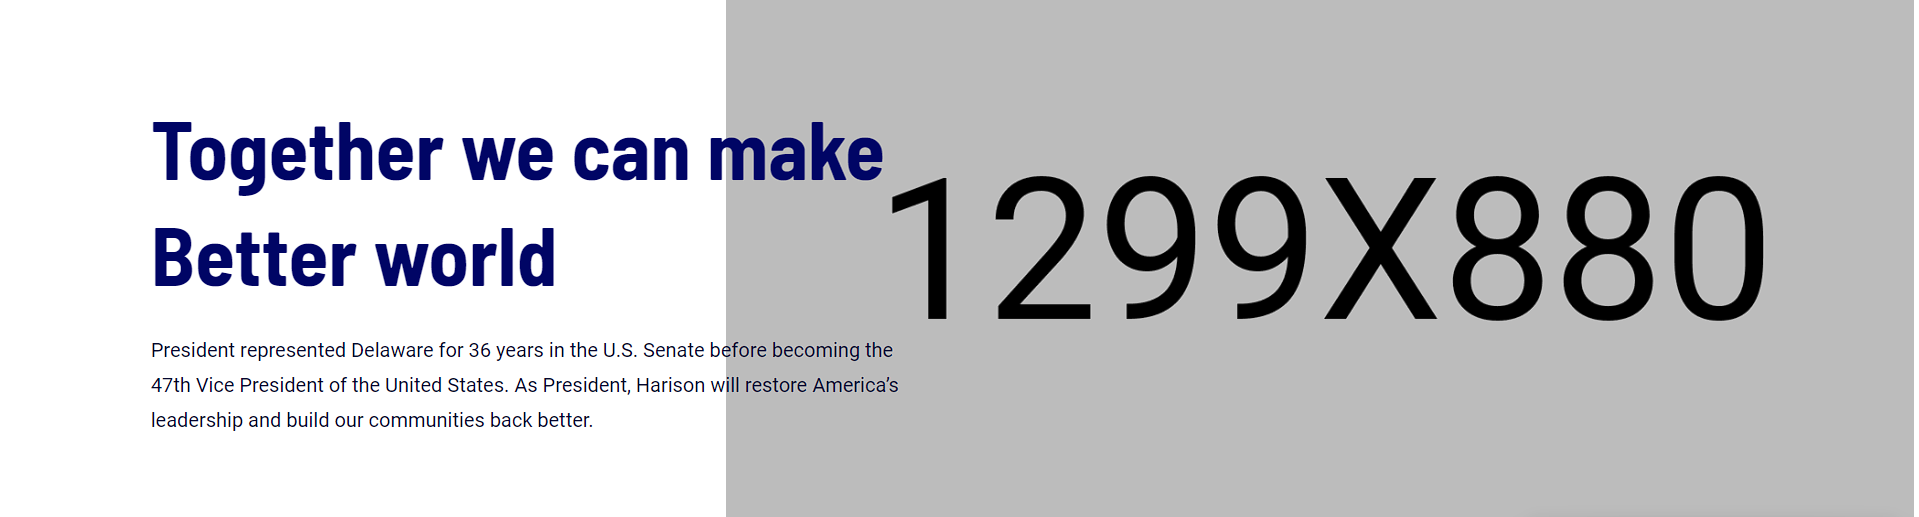 Together we can make
Better world
1299X880
President represented Delaware for 36 years in the U.S. Senate before becoming the
47th Vice President of the United States. As President, Harison will restore America’s
leadership and build our communities back better.